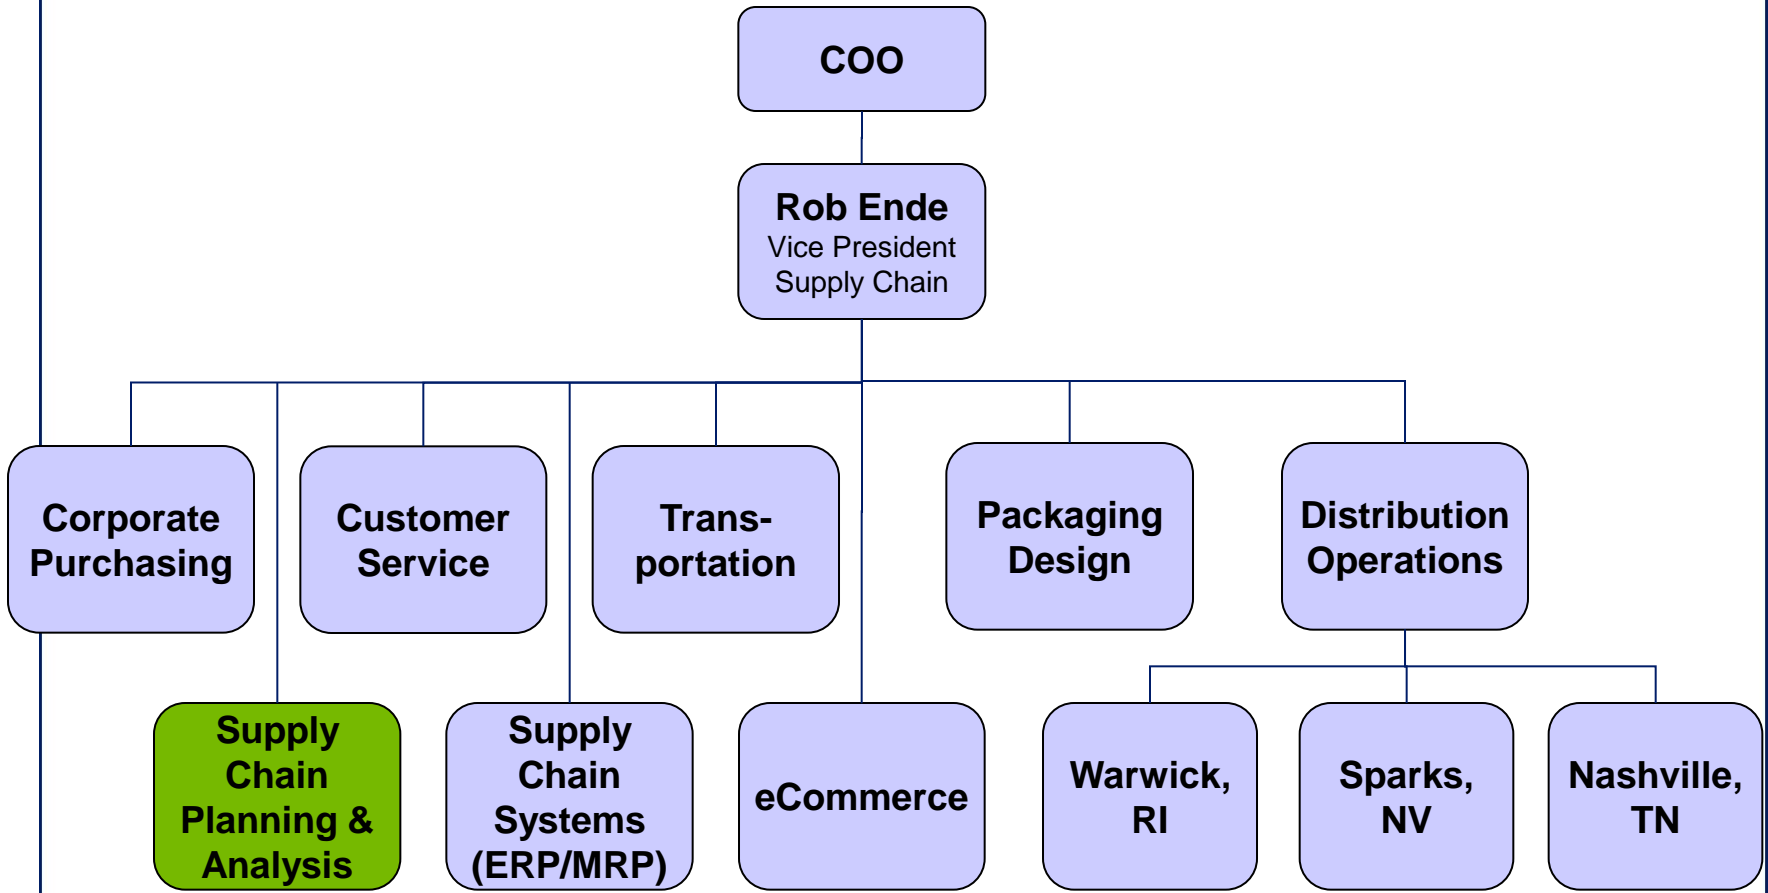 COO
Rob Ende
Vice President
Supply Chain
Corporate
Purchasing
Customer
Service
Trans-
portation
Packaging
Design
Distribution
Operations
Supply
Chain
Planning &
Analysis
Supply
Chain
Systems
(ERP/MRP)
eCommerce
Warwick,
RI
Sparks,
NV
Nashville,
TN